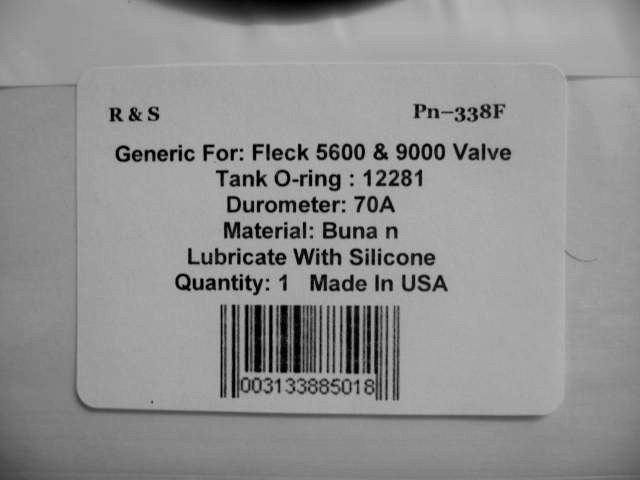 R & S Pn-338F
Generic For: Fleck 5600 & 9000 Valve
Tank O-ring : 12281
Durometer: 70A
Material: Buna n
Lubricate With Silicone
Quantity: 1 Made In USA
003133885018